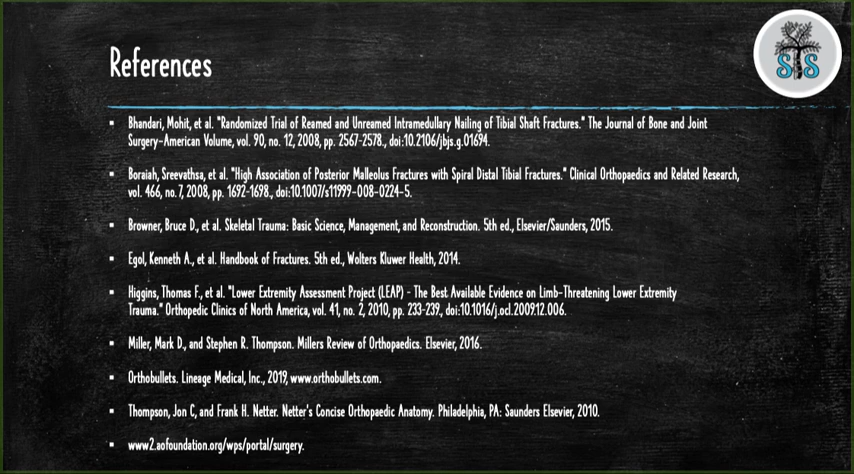 References
STS
▪ Bhandari, Mohit, et al. "Randomized Trial of Reamed and Unreamed Intramedullary Nailing of Tibial Shaft Fractures." The Journal of Bone and Joint
Surgery-American Volume, vol. 90, no. 12, 2008, pp. 2567-2578., doi:10.2106/jbjs.g.01694.
▪ Boraiah, Sreevathsa, et al. "High Association of Posterior Malleolus Fractures with Spiral Distal Tibial Fractures." Clinical Orthopaedics and Related Research,
vol. 466, no. 7, 2008, pp. 1692-1698., doi:10.1007/s11999-008-0224-5.
▪ Browner, Bruce D., et al. Skeletal Trauma: Basic Science, Management, and Reconstruction. 5th ed., Elsevier/Saunders, 2015.
▪ Egol, Kenneth A., et al. Handbook of Fractures. 5th ed., Wolters Kluwer Health, 2014.
▪ Higgins, Thomas F., et al. "Lower Extremity Assessment Project (LEAP) - The Best Available Evidence on Limb-Threatening Lower Extremity
Trauma." Orthopedic Clinics of North America, vol. 41, no. 2, 2010, pp. 233-239., doi:10.1016/j.ocl.2009.12.006.
▪ Miller, Mark D., and Stephen R. Thompson. Millers Review of Orthopaedics. Elsevier, 2016.
▪ Orthobullets. Lineage Medical, Inc., 2019, www.orthobullets.com.
▪ Thompson, Jon C, and Frank H. Netter. Netter's Concise Orthopaedic Anatomy. Philadelphia, PA: Saunders Elsevier, 2010.
▪ www2.aofoundation.org/wps/portal/surgery.